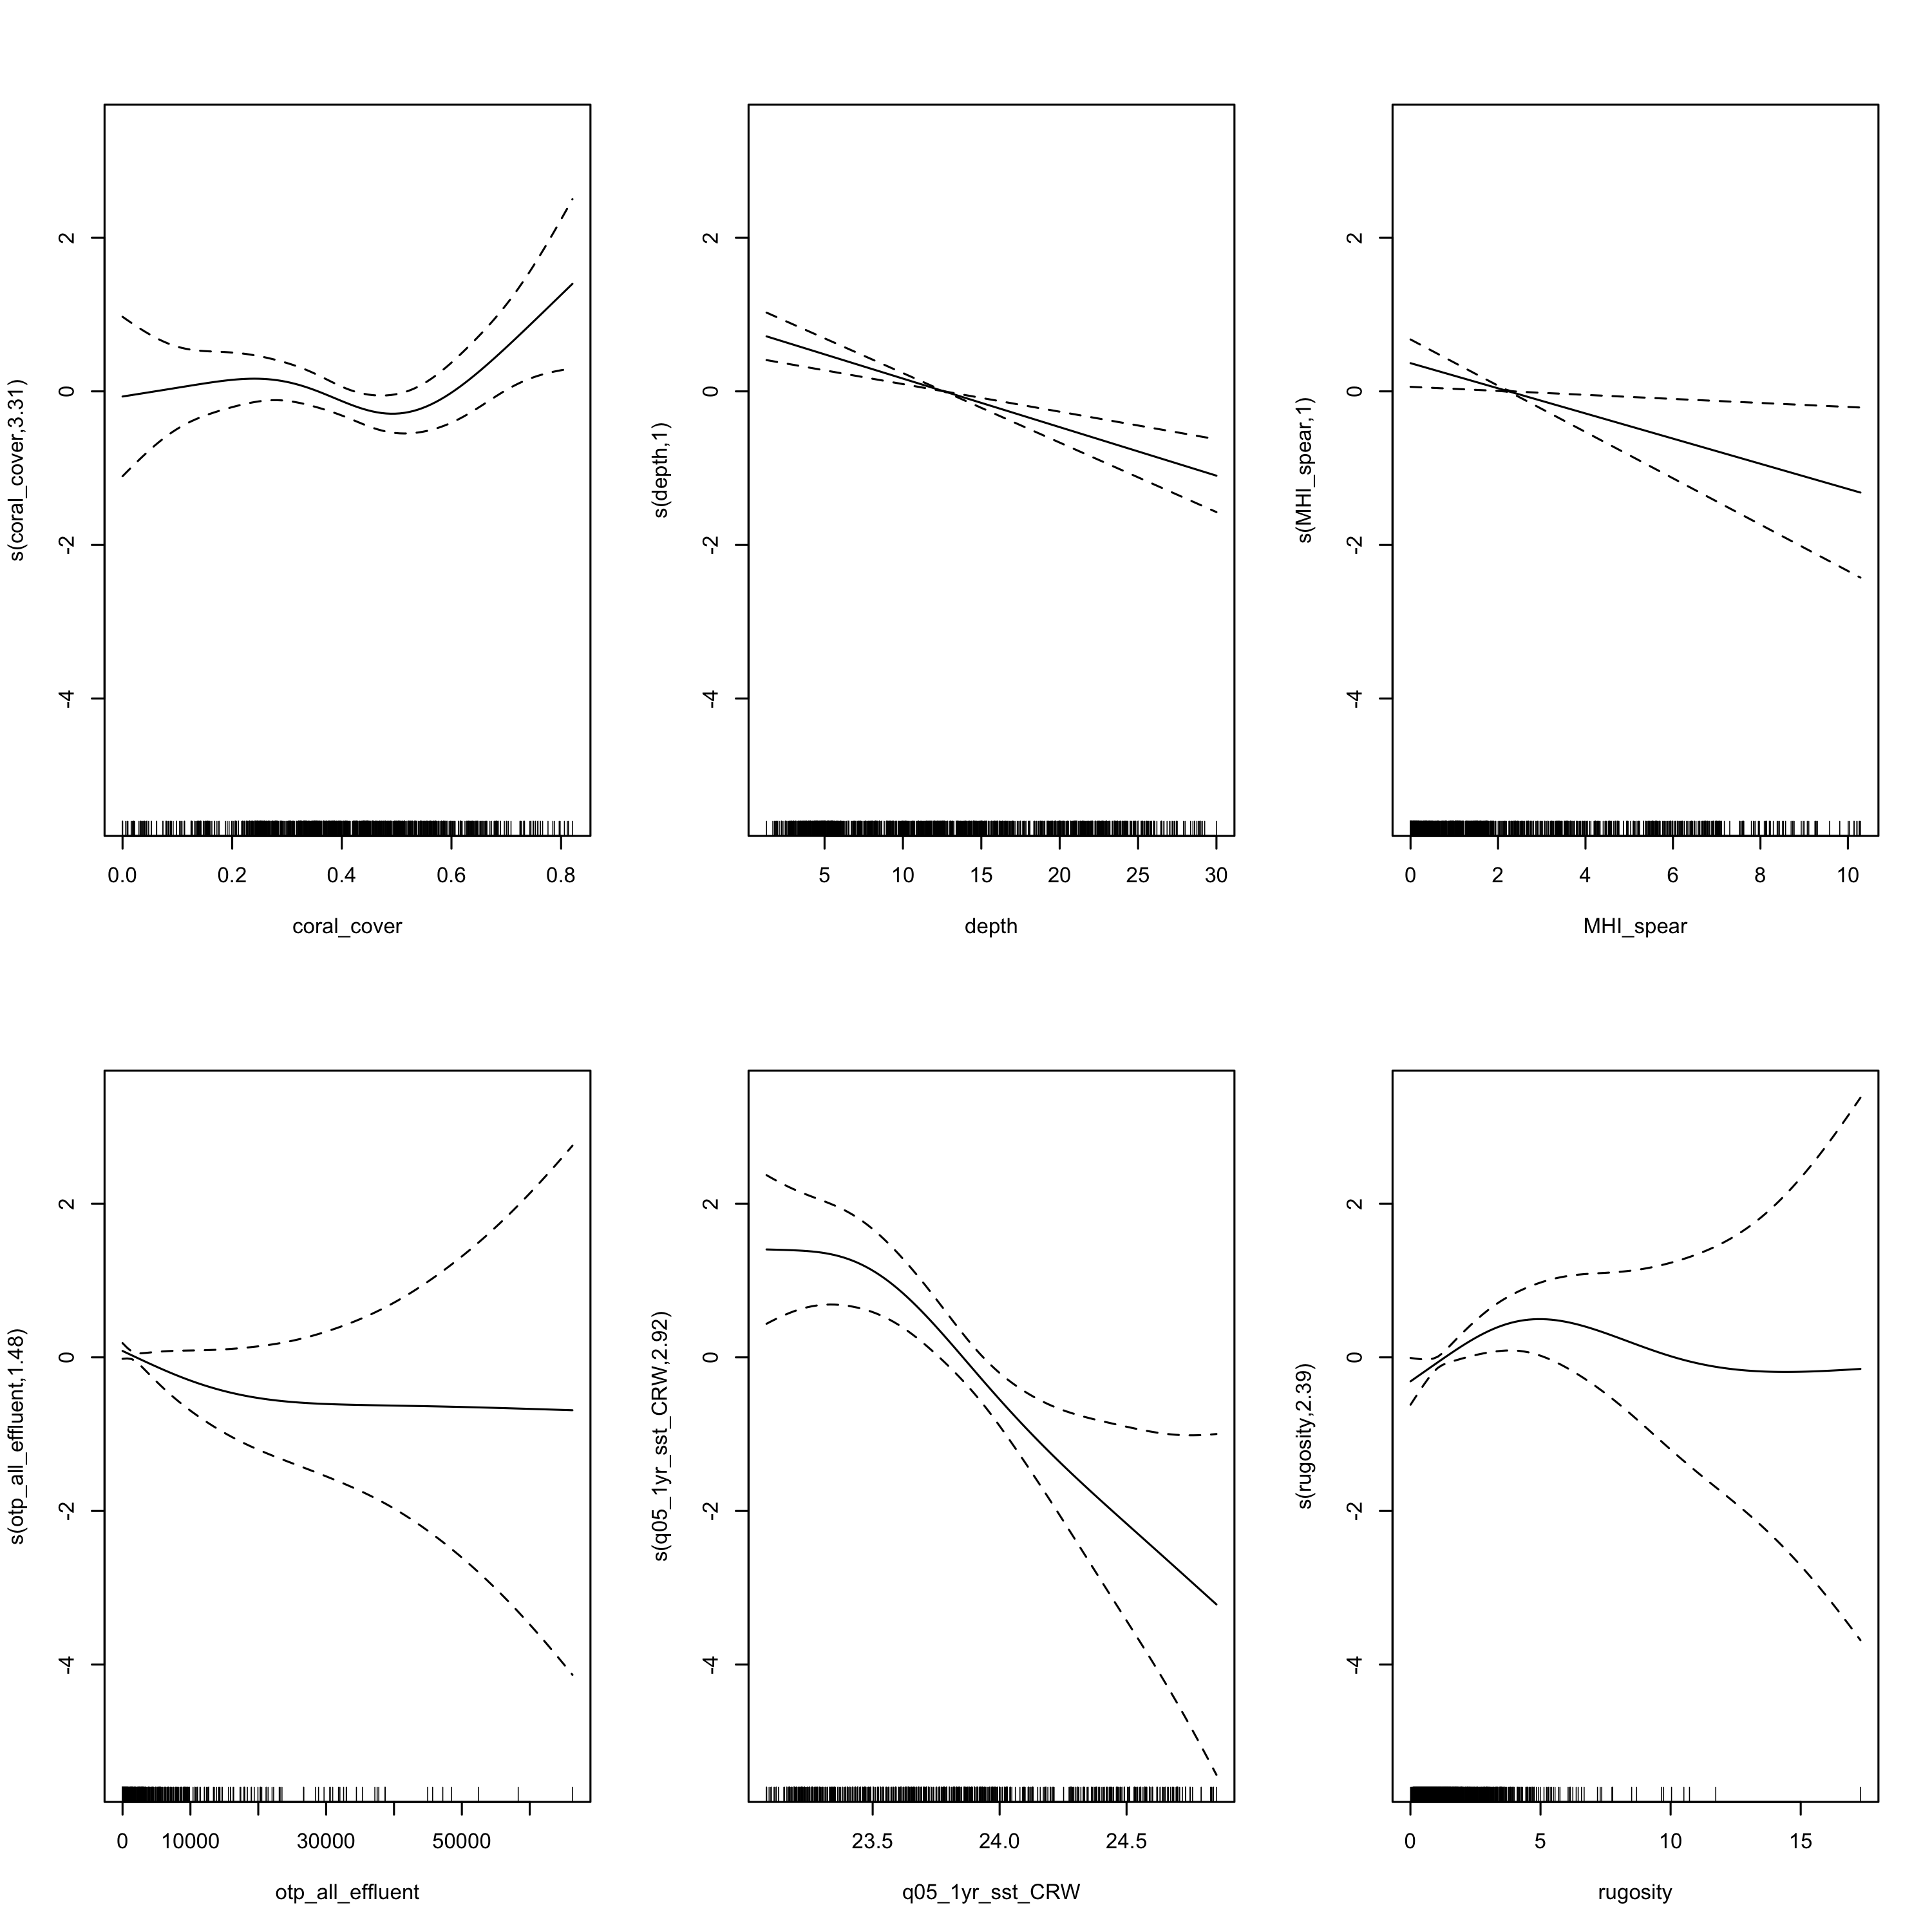 s(coral_cover,3.31)
2
0
-2
-4
0.0 0.2 0.4 0.6 0.8
coral_cover
s(depth,1)
2
0
-2
-4
5 10 15 20 25 30
depth
s(MHI_spear,1)
2
0
-2
-4
0 2 4 6 8 10
MHI_spear
s(otp_all_effluent,1.48)
2
0
-2
-4
0 10000 30000 50000
otp_all_effluent
s(q05_1yr_sst_CRW,2.92)
2
0
-2
-4
23.5 24.0 24.5
q05_1yr_sst_CRW
s(rugosity,2.39)
2
0
-2
-4
0 5 10 15
rugosity